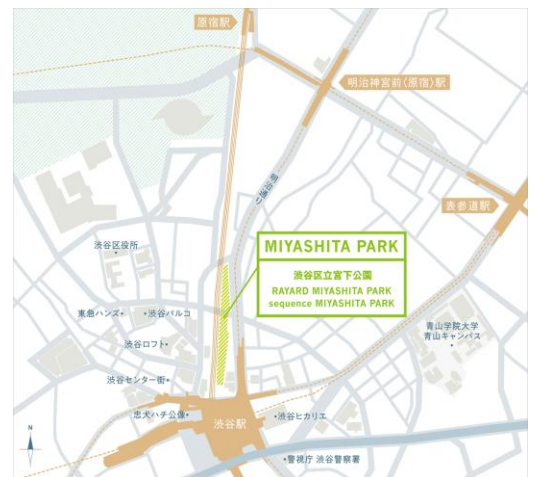 原宿駅
明治神宮前〈原宿〉駅
明治通り
表参道駅
MIYASHITA PARK
渋谷区立宮下公園
RAYARD MIYASHITA PARK
sequence MIYASHITA PARK
渋谷区役所
東急ハンズ
渋谷パルコ
渋谷ロフト
青山学院大学
青山キャンパス
渋谷センター街
忠犬ハチ公像
渋谷駅
渋谷ヒカリエ
N
警視庁 渋谷警察署